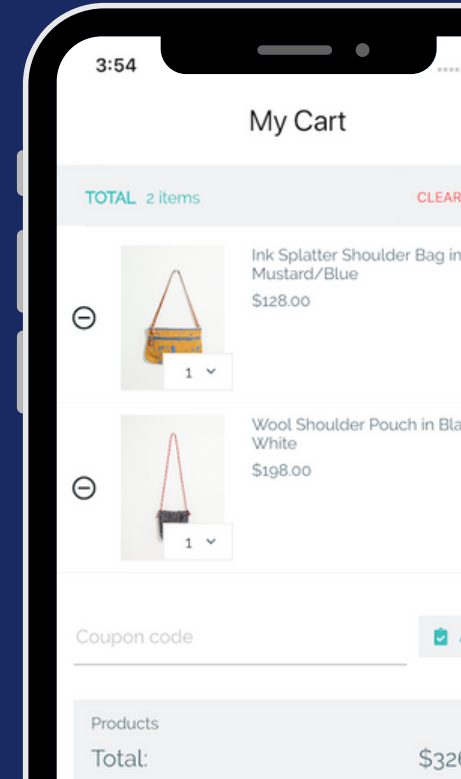 3:54
My Cart
TOTAL 2 items
CLEAR
Ink Splatter Shoulder Bag in
Mustard/Blue
$128.00
1
Wool Shoulder Pouch in Bla
White
$198.00
1
Coupon code
Products
Total:
$326